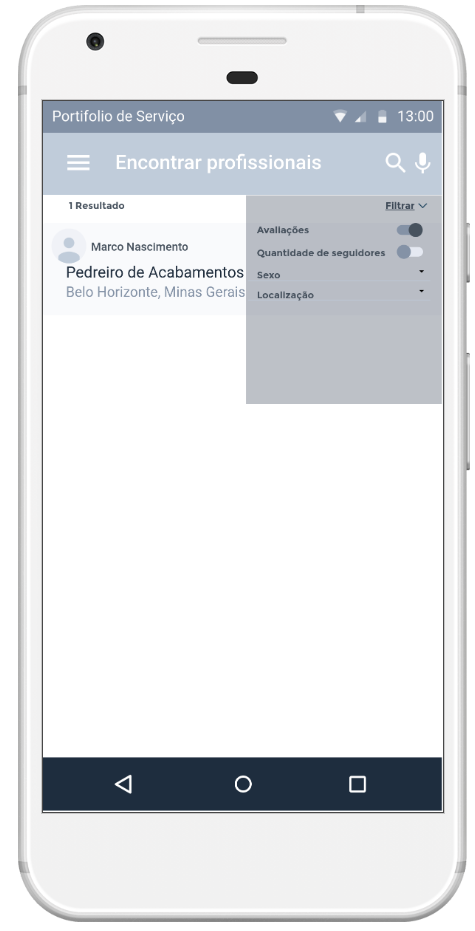 Portifolio de Serviço 13:00
Encontrar profissionais
1 Resultado Filtrar
Marco Nascimento
Pedreiro de Acabamentos
Belo Horizonte, Minas Gerais
Avaliações
Quantidade de seguidores
Sexo
Localização